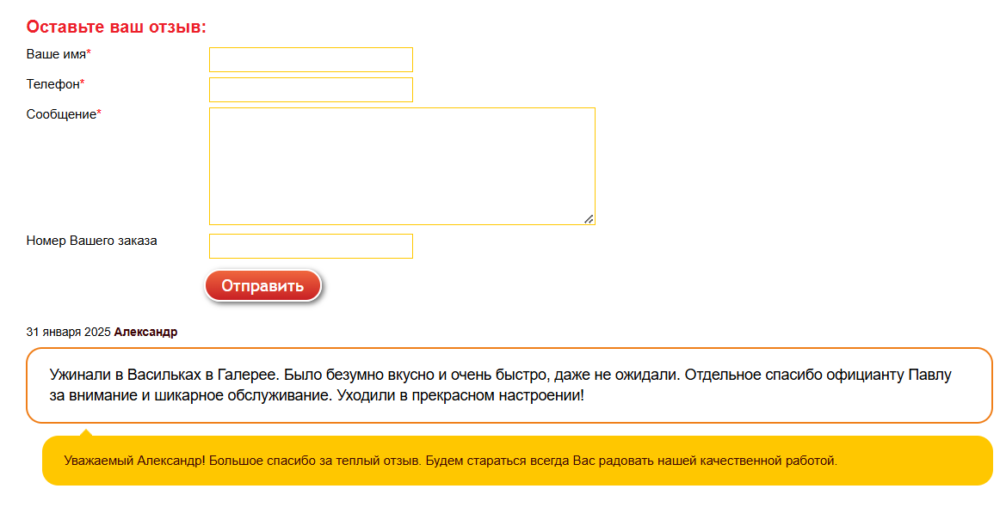 Оставьте ваш отзыв:
Ваше имя*
Телефон*
Сообщение*
Номер Вашего заказа
Отправить
31 января 2025 Александр
Ужинали в Васильках в Галерее. Было безумно вкусно и очень быстро, даже не ожидали. Отдельное спасибо официанту Павлу
за внимание и шикарное обслуживание. Уходили в прекрасном настроении!
Уважаемый Александр! Большое спасибо за теплый отзыв. Будем стараться всегда Вас радовать нашей качественной работой.